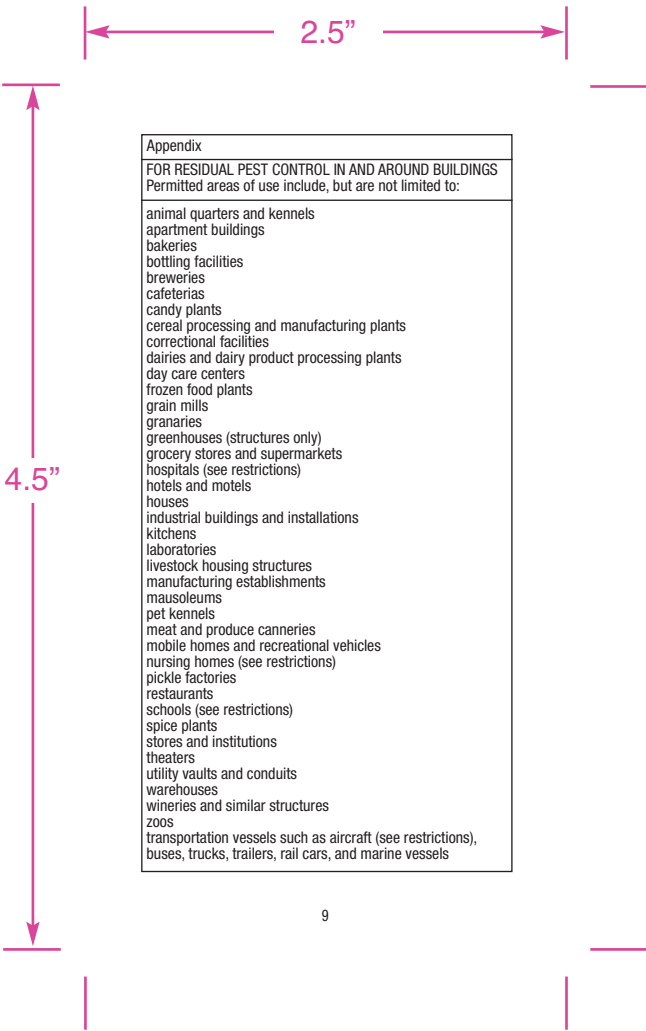 2.5”
4.5”
Appendix
FOR RESIDUAL PEST CONTROL IN AND AROUND BUILDINGS
Permitted areas of use include, but are not limited to:
animal quarters and kennels
apartment buildings
bakeries
bottling facilities
breweries
cafeterias
candy plants
cereal processing and manufacturing plants
correctional facilities
dairies and dairy product processing plants
day care centers
frozen food plants
grain mills
granaries
greenhouses (structures only)
grocery stores and supermarkets
hospitals (see restrictions)
hotels and motels
houses
industrial buildings and installations
kitchens
laboratories
livestock housing structures
manufacturing establishments
mausoleums
pet kennels
meat and produce canneries
mobile homes and recreational vehicles
nursing homes (see restrictions)
pickle factories
restaurants
schools (see restrictions)
spice plants
stores and institutions
theaters
utility vaults and conduits
warehouses
wineries and similar structures
zoos
transportation vessels such as aircraft (see restrictions),
buses, trucks, trailers, rail cars, and marine vessels
9